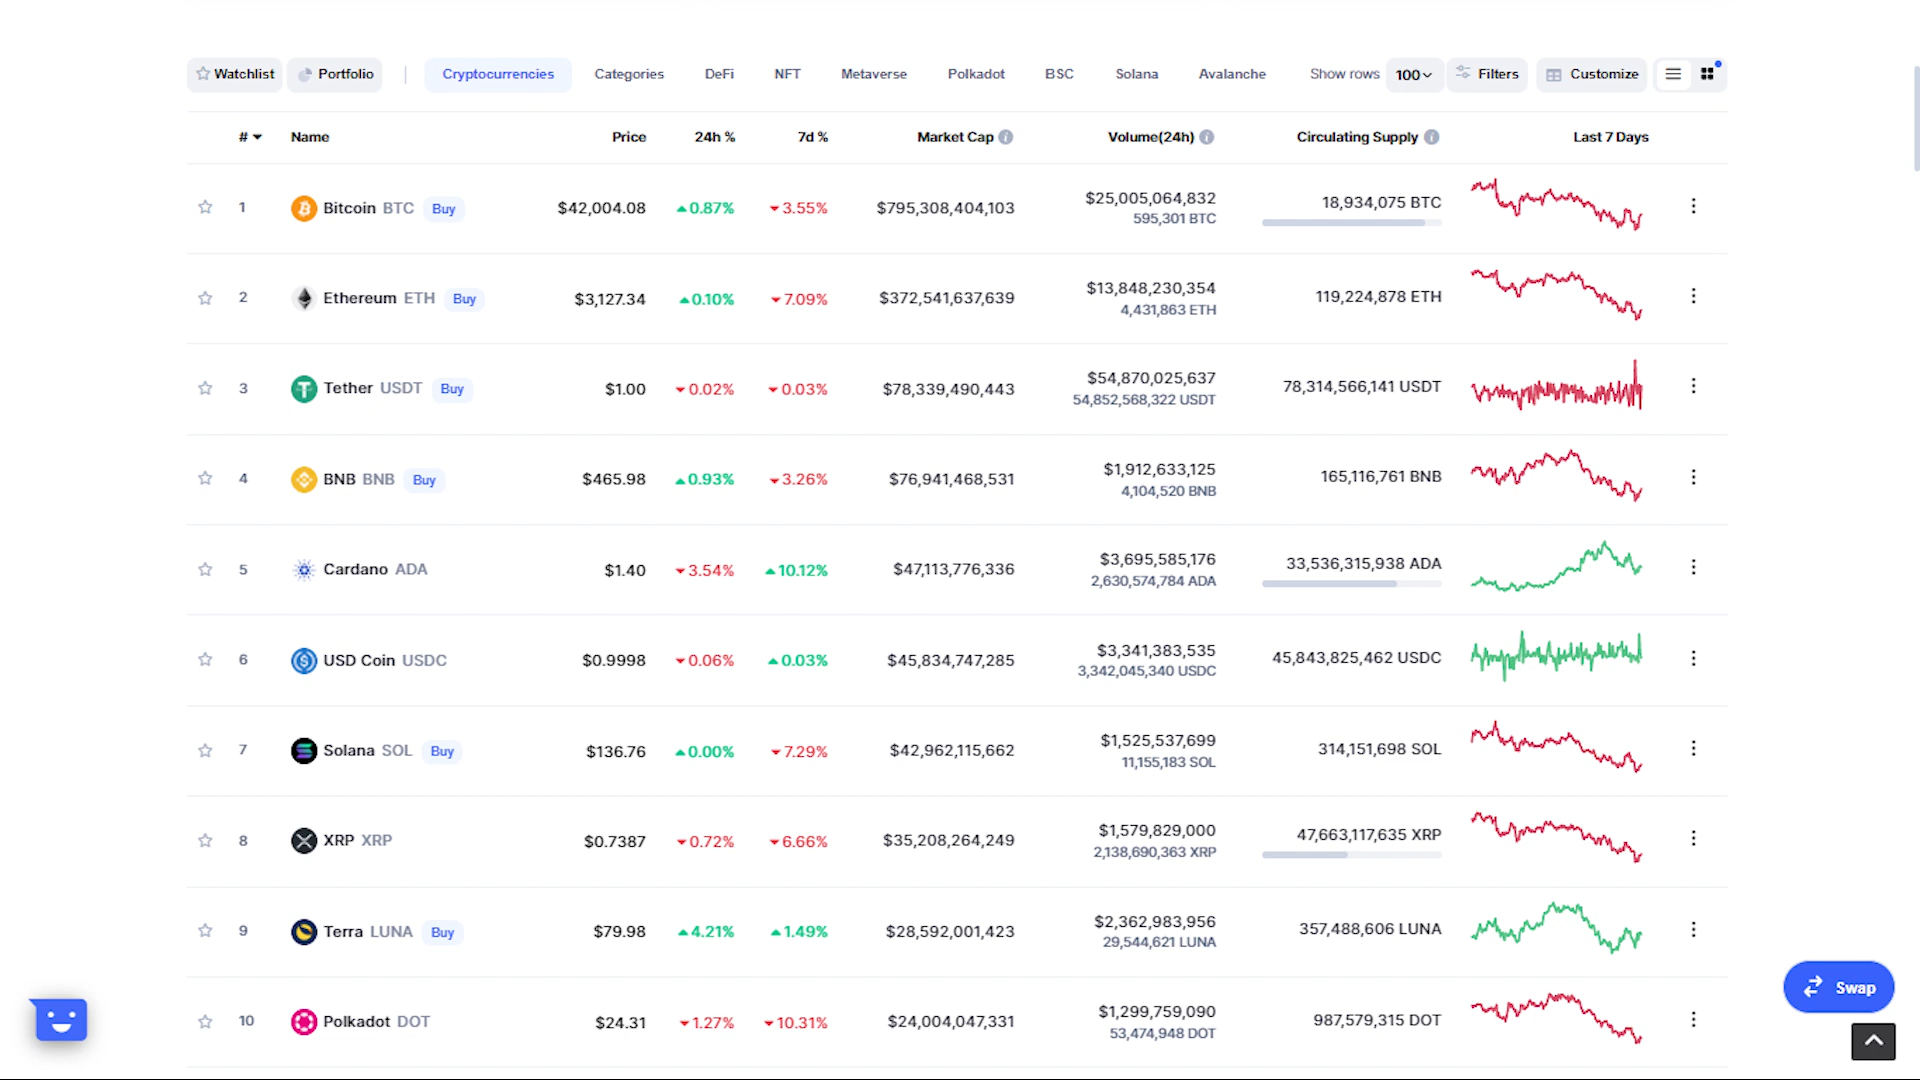 Watchlist Portfolio Cryptocurrencies Categories DeFi NFT Metaverse Polkadot BSC Solana Avalanche Show rows 100 Filters Customize
# Name Price 24h % 7d % Market Cap Volume(24h) Circulating Supply Last 7 Days
1 Bitcoin BTC Buy $42,004.08 0.87% 3.55% $795,308,404,103 $25,005,064,832 18,934,075 BTC
595,301 BTC
2 Ethereum ETH Buy $3,127.34 0.10% 7.09% $372,541,637,639 $13,848,230,354 119,224,878 ETH
4,431,863 ETH
3 Tether USDT Buy $1.00 0.02% 0.03% $78,339,490,443 $54,870,025,637 78,314,566,141 USDT
54,852,568,322 USDT
4 BNB BNB Buy $465.98 0.93% 3.26% $76,941,468,531 $1,912,633,125 165,116,761 BNB
4,104,520 BNB
5 Cardano ADA $1.40 3.54% 10.12% $47,113,776,336 $3,695,585,176 33,536,315,938 ADA
2,630,574,784 ADA
6 USD Coin USDC $0.9998 0.06% 0.03% $45,834,747,285 $3,341,383,535 45,843,825,462 USDC
3,342,045,340 USDC
7 Solana SOL Buy $136.76 0.00% 7.29% $42,962,115,662 $1,525,537,699 314,151,698 SOL
11,155,183 SOL
8 XRP XRP $0.7387 0.72% 6.66% $35,208,264,249 $1,579,829,000 47,663,117,635 XRP
2,138,690,363 XRP
9 Terra LUNA Buy $79.98 4.21% 1.49% $28,592,001,423 $2,362,983,956 357,488,606 LUNA
29,544,621 LUNA
Swap
10 Polkadot DOT $24.31 1.27% 10.31% $24,004,047,331 $1,299,759,090 987,579,315 DOT
53,474,948 DOT